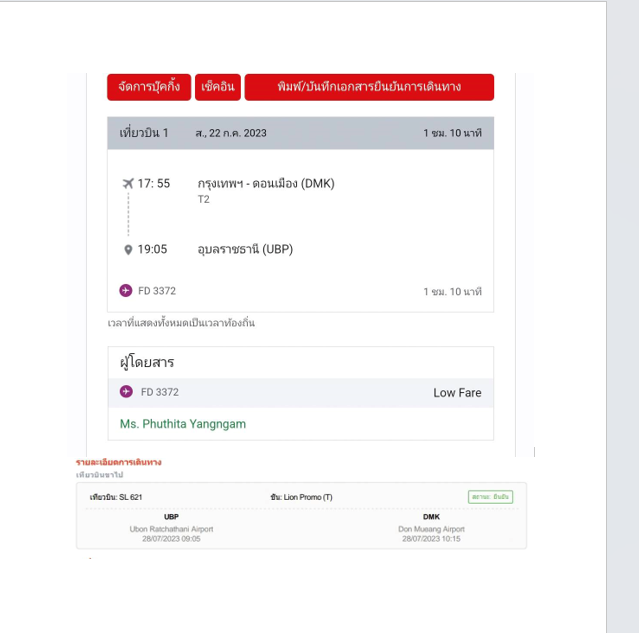 จัดการบุ๊คกิ้ง เช็คอิน พิมพ์/บันทึกเอกสารยืนยันการเดินทาง
เที่ยวบิน 1 ส., 22 ก.ค. 2023 1 ชม. 10 นาที
17: 55 กรุงเทพฯ - ดอนเมือง (DMK)
T2
19:05 อุบลราชธานี (UBP)
FD 3372 1 ชม. 10 นาที
เวลาที่แสดงทั้งหมดเป็นเวลาท้องถิ่น
ผู้โดยสาร
FD 3372 Low Fare
Ms. Phuthita Yangngam
รายละเอียดการเดินทาง
เที่ยวบินขาไป
เที่ยวบิน: SL 621 ชั้น: Lion Promo (T) สถานะ: ยืนยัน
UBP DMK
Ubon Ratchathani Airport Don Mueang Airport
28/07/2023 09:05 28/07/2023 10:15